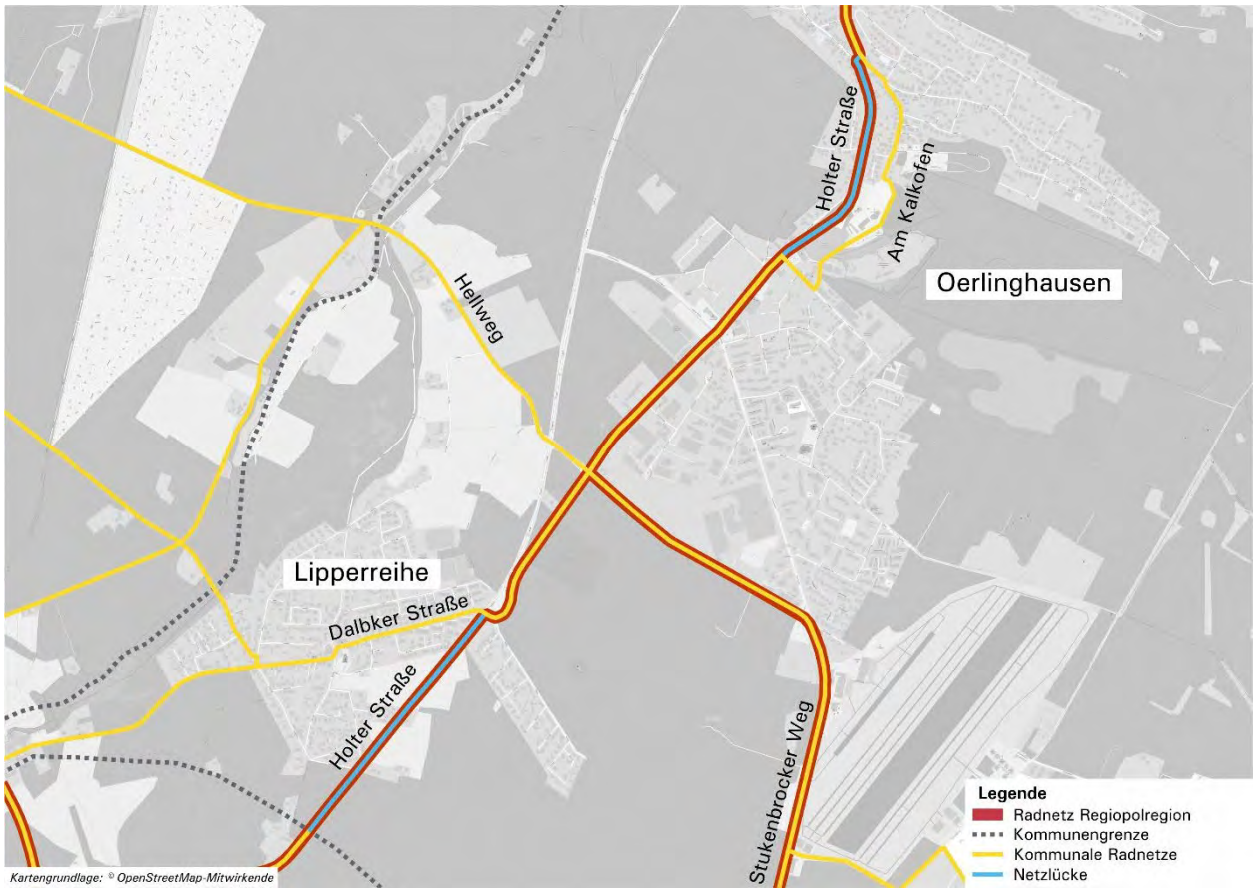 Holter Straße
Am Kalkofen
Oerlinghausen
Hellweg
Lipperreihe
Dalbker Straße
Holter Straße
Stukenbrocker Weg
Legende
Radnetz Regiopolregion
Kommunengrenze
Kommunale Radnetze
Netzlücke
Kartengrundlage: © OpenStreetMap-Mitwirkende